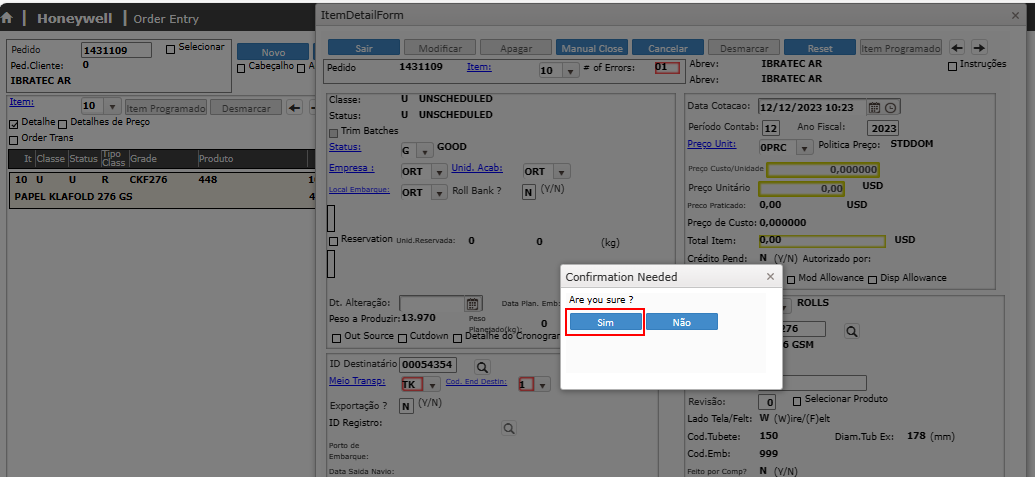 Honeywell | Order Entry
Pedido 1431109 Selecionar Novo
Ped.Cliente: 0 Cabeçalho
IBRATEC AR
Item: 10 Item Programado Desmarcar
Detalhe Detalhes de Preço
Order Trans
It Classe Status Tipo Class Grade Produto
10 U U R CKF276 448
PAPEL KLAFOLD 276 GS
ItemDetailForm
Sair Modificar Apagar Manual Close Cancelar Desmarcar Reset Item Programado
Pedido 1431109 Item: 10 # of Errors: 01 Abrev: IBRATEC AR Instruções
Abrev: IBRATEC AR
Classe: U UNSCHEDULED
Status: U UNSCHEDULED
Trim Batches
Status: G GOOD
Empresa : ORT Unid. Acab: ORT
Local Embarque: ORT Roll Bank ? N (Y/N)
Reservation Unid.Reservada: 0 0 (kg)
Dt. Alteração: Data Plan. Emb:
Peso a Produzir: 13.970 Peso Planejado(kg): 0
Out Source Cutdown Detalhe do Cronogra
ID Destinatário 00054354
Meio Transp: TK Cod. End Destin: 1
Exportação ? N (Y/N)
ID Registro:
Porto de
Embarque:
Data Saida Navio:
Data Cotacao: 12/12/2023 10:23
Período Contab: 12 Ano Fiscal: 2023
Preço Unit: 0PRC Politica Preço: STDDOM
Preço Custo/Unidade 0,000000
Preço Unitário 0,00 USD
Preco Praticado: 0,00 USD
Preço de Custo: 0,000000
Total Item: 0,00 USD
Crédito Pend: N (Y/N) Autorizado por:
Mod Allowance Disp Allowance
Confirmation Needed
Are you sure ?
Sim Não
ROLLS
276
GSM
Revisão: 0 Selecionar Produto
Lado Tela/Felt: W (W)ire/(F)elt
Cod.Tubete: 150 Diam.Tub Ex: 178 (mm)
Cod.Emb: 999
Feito por Comp? N (Y/N)